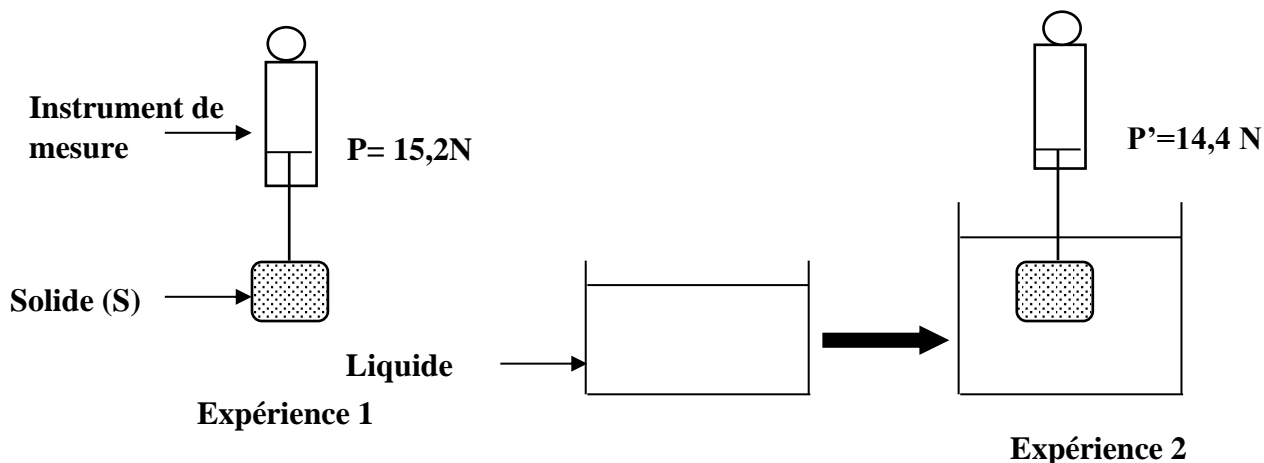 Instrument de
mesure
P= 15,2N
P’=14,4 N
Solide (S)
Liquide
Expérience 1
Expérience 2